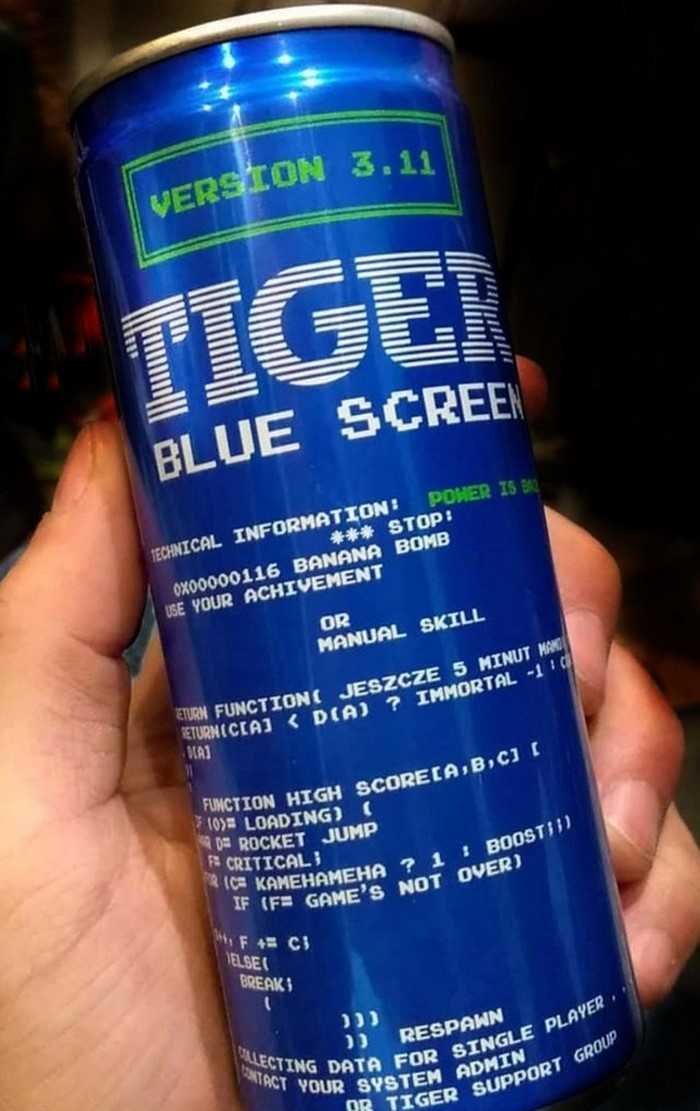 VERSION 3.11
TIGER
BLUE SCREEN
POWER IS
TECHNICAL INFORMATION:
*** STOP:
0X00000116 BANANA BOMB
USE YOUR ACHIVEMENT
OR
MANUAL SKILL
ETURN FUNCTION( JESZCZE 5 MINUT
RETURN(C[A] < D(A) ? IMMORTAL -1 :
D[A]
FUNCTION HIGH SCORE[A,B,C] [
(0)= LOADING) (
D= ROCKET JUMP
F= CRITICAL;
(C= KAMEHAMEHA ? 1 : BOOST;;)
IF (F= GAME'S NOT OVER)
++, F += C;
)ELSE(
BREAK;
(
)))
)) RESPAWN
COLLECTING DATA FOR SINGLE PLAYER . .
CONTACT YOUR SYSTEM ADMIN
OR TIGER SUPPORT GROUP